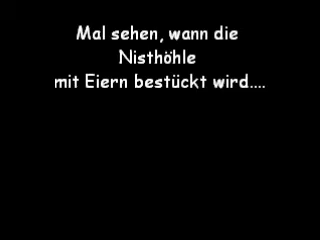 Mal sehen, wann die
Nisthöhle
mit Eiern bestückt wird....